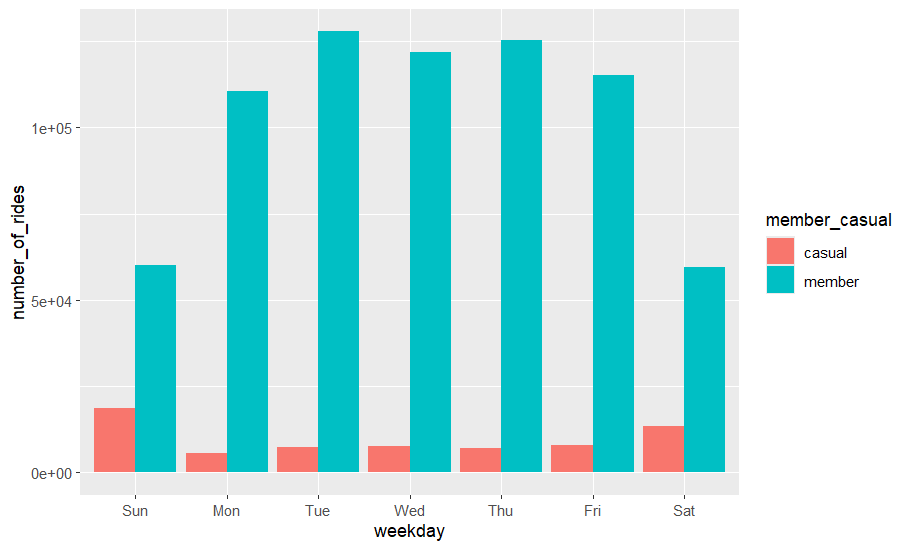 1e+05
5e+04
0e+00
number_of_rides
Sun Mon Tue Wed Thu Fri Sat
weekday
member_casual
casual
member